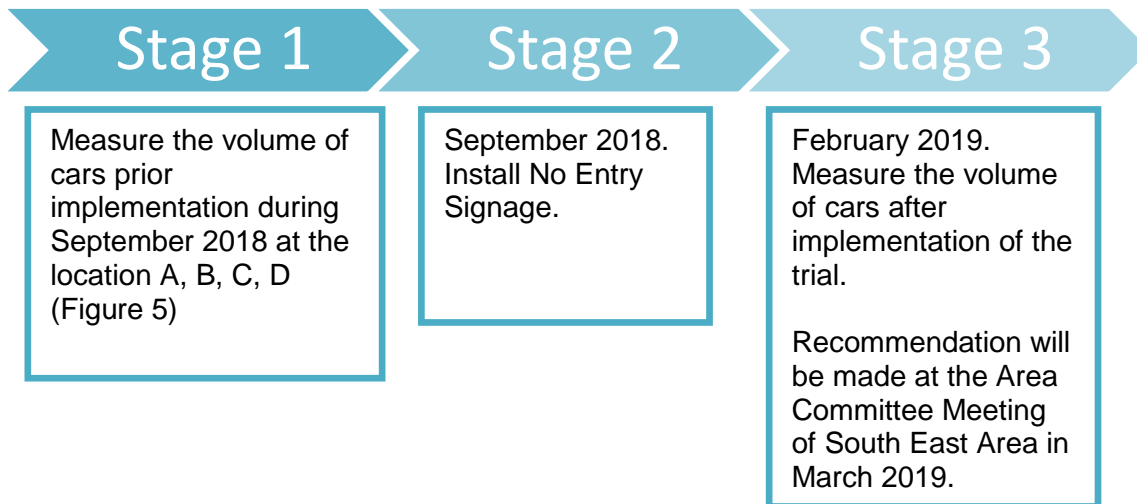 Stage 1
Stage 2
Stage 3
Measure the volume of
cars prior
implementation during
September 2018 at the
location A, B, C, D
(Figure 5)
September 2018.
Install No Entry
Signage.
February 2019.
Measure the volume
of cars after
implementation of the
trial.
Recommendation will
be made at the Area
Committee Meeting
of South East Area in
March 2019.